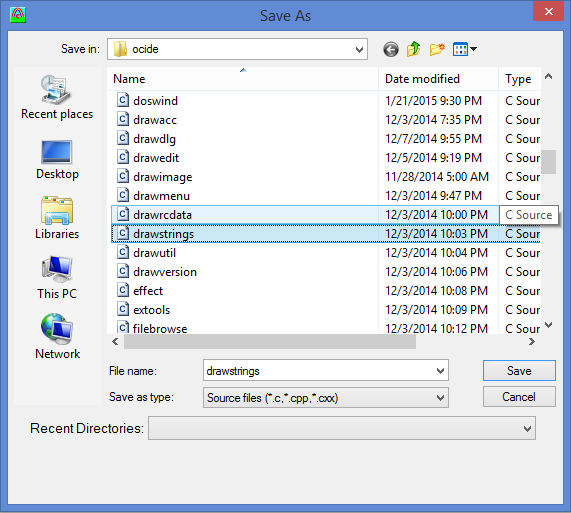 Save As
Save in: ocide
Name Date modified Type
doswind 1/21/2015 9:30 PM C Sour
drawacc 12/3/2014 7:35 PM C Sour
drawdlg 12/7/2014 9:55 PM C Sour
drawedit 12/5/2014 9:19 PM C Sour
drawimage 11/28/2014 5:00 AM C Sour
drawmenu 12/3/2014 9:47 PM C Sour
drawrcdata 12/3/2014 10:00 PM C Source
drawstrings 12/3/2014 10:03 PM C Sour
drawutil 12/3/2014 10:04 PM C Sour
drawversion 12/3/2014 10:06 PM C Sour
effect 12/3/2014 10:08 PM C Sour
extools 12/3/2014 10:09 PM C Sour
filebrowse 12/3/2014 10:12 PM C Sour
Recent places
Desktop
Libraries
This PC
Network
File name: drawstrings Save
Save as type: Source files (*.c,*.cpp,*.cxx) Cancel
Recent Directories: